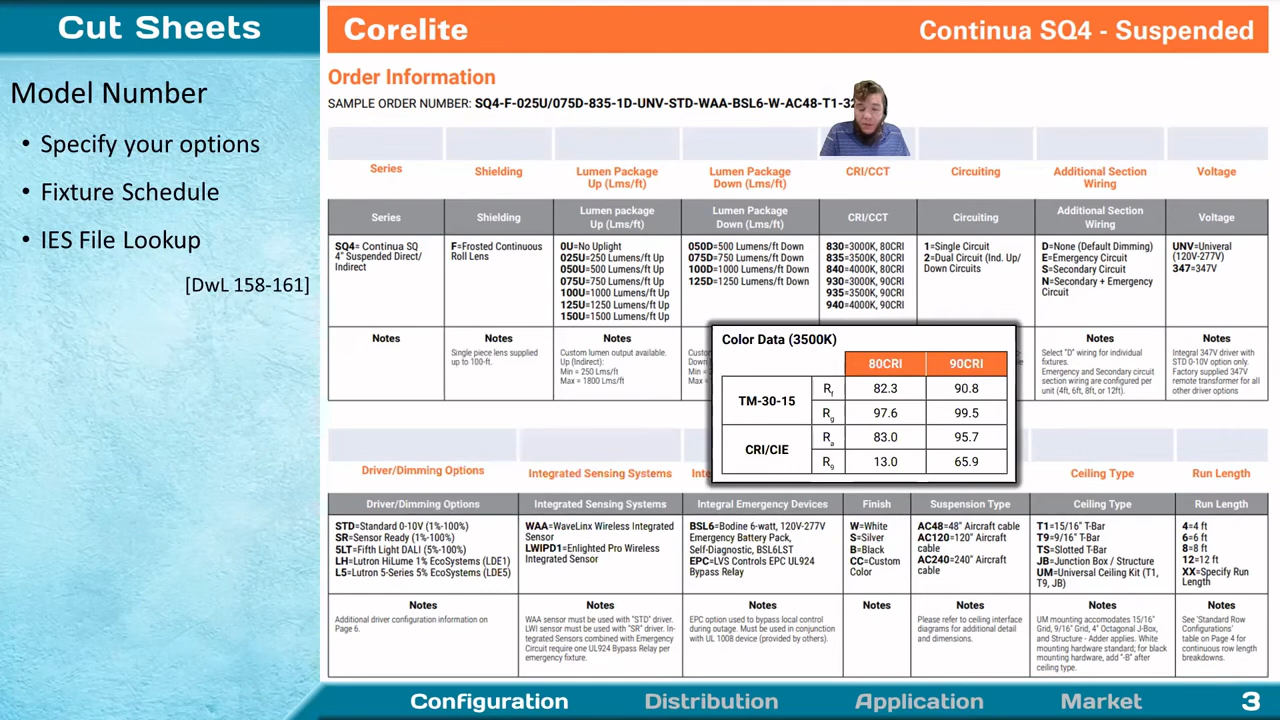 Cut Sheets
Model Number
• Specify your options
• Fixture Schedule
• IES File Lookup
[DwL 158-161]
Corelite
Continua SQ4 - Suspended
Order Information
SAMPLE ORDER NUMBER: SQ4-F-025U/075D-835-1D-UNV-STD-WAA-BSL6-W-AC48-T1-32
Series
Shielding
Lumen Package
Up (Lms/ft)
Lumen Package
Down (Lms/ft)
CRI/CCT
Circuiting
Additional Section
Wiring
Voltage
Series
Shielding
Lumen package
Up (Lms/ft)
Lumen Package
Down (Lms/ft)
CRI/CCT
Circuiting
Additional Section
Wiring
Voltage
SQ4= Continua SQ
4" Suspended Direct/
Indirect
F=Frosted Continuous
Roll Lens
0U=No Uplight
025U=250 Lumens/ft Up
050U=500 Lumens/ft Up
075U=750 Lumens/ft Up
100U=1000 Lumens/ft Up
125U=1250 Lumens/ft Up
150U=1500 Lumens/ft Up
050D=500 Lumens/ft Down
075D=750 Lumens/ft Down
100D=1000 Lumens/ft Down
125D=1250 Lumens/ft Down
830=3000K, 80CRI
835=3500K, 80CRI
840=4000K, 80CRI
930=3000K, 90CRI
935=3500K, 90CRI
940=4000K, 90CRI
1=Single Circuit
2=Dual Circuit (Ind. Up/
Down Circuits)
D=None (Default Dimming)
E=Emergency Circuit
S=Secondary Circuit
N=Secondary + Emergency
Circuit
UNV=Univeral
(120V-277V)
347=347V
Notes
Notes
Single piece lens supplied
up to 100-ft.
Notes
Custom lumen output available.
Up (Indirect):
Min = 250 Lms/ft
Max = 1800 Lms/ft
Notes
Select "D" wiring for individual
fixtures.
Emergency and Secondary circuit
section wiring are configured per
unit (4ft, 6ft, 8ft, or 12ft).
Notes
Integral 347V driver with
STD 0-10V option only.
Factory supplied 347V
remote transformer for all
other driver options
Color Data (3500K)
80CRI
90CRI
TM-30-15
Rf
82.3
90.8
Rg
97.6
99.5
CRI/CIE
Ra
83.0
95.7
R9
13.0
65.9
Driver/Dimming Options
Integrated Sensing Systems
Ceiling Type
Run Length
Driver/Dimming Options
Integrated Sensing Systems
Integral Emergency Devices
Finish
Suspension Type
Ceiling Type
Run Length
STD=Standard 0-10V (1%-100%)
SR=Sensor Ready (1%-100%)
5LT=Fifth Light DALI (5%-100%)
LH=Lutron HiLume 1% EcoSystems (LDE1)
L5=Lutron 5-Series 5% EcoSystems (LDE5)
WAA=WaveLinx Wireless Integrated
Sensor
LWIPD1=Enlighted Pro Wireless
Integrated Sensor
BSL6=Bodine 6-watt, 120V-277V
Emergency Battery Pack,
Self-Diagnostic, BSL6LST
EPC=LVS Controls EPC UL924
Bypass Relay
W=White
S=Silver
B=Black
CC=Custom
Color
AC48=48" Aircraft cable
AC120=120" Aircraft
cable
AC240=240" Aircraft
cable
T1=15/16" T-Bar
T9=9/16" T-Bar
TS=Slotted T-Bar
JB=Junction Box / Structure
UM=Universal Ceiling Kit (T1,
T9, JB)
4=4 ft
6=6 ft
8=8 ft
12=12 ft
XX=Specify Run
Length
Notes
Additional driver configuration information on
Page 6.
Notes
WAA sensor must be used with "STD" driver.
LWI sensor must be used with "SR" driver. In-
tegrated Sensors combined with Emergency
Circuit require one UL924 Bypass Relay per
emergency fixture.
Notes
EPC option used to bypass local control
during outage. Must be used in conjunction
with UL 1008 device (provided by others).
Notes
Notes
Please refer to ceiling interface
diagrams for additional detail
and dimensions.
Notes
UM mounting accomodates 15/16"
Grid, 9/16" Grid, 4" Octagonal J-Box,
and Structure - Adder applies. White
mounting hardware standard; for black
mounting hardware, add "-B" after
ceiling type.
Notes
See 'Standard Row
Configurations'
table on Page 4 for
continuous row length
breakdowns.
Configuration
Distribution
Application
Market
3